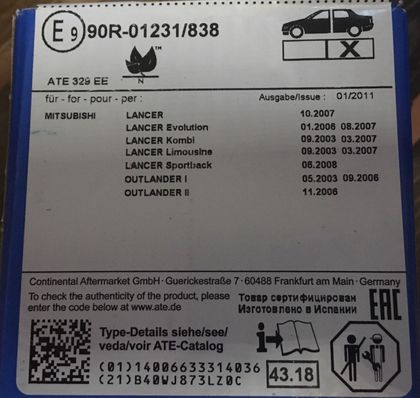 E9 90R-01231/838
X
ATE 329 EE
N
für - for - pour - per : Ausgabe/Issue : 01/2011
MITSUBISHI LANCER 10.2007
LANCER Evolution 01.2006 08.2007
LANCER Kombi 09.2003 03.2007
LANCER Limousine 09.2003 03.2007
LANCER Sportback 08.2008
OUTLANDER I 05.2003 09.2006
OUTLANDER II 11.2006
Continental Aftermarket GmbH · Guerickestraße 7 · 60488 Frankfurt am Main · Germany
To check the authenticity of the product, please
enter the code below at www.ate.de.
Товар сертифицирован
Изготовлено в Испании
EAC
Type-Details siehe/see/
veda/voir ATE-Catalog
(01)14006633314036
(21)B40WJ873LZ0C
43.18